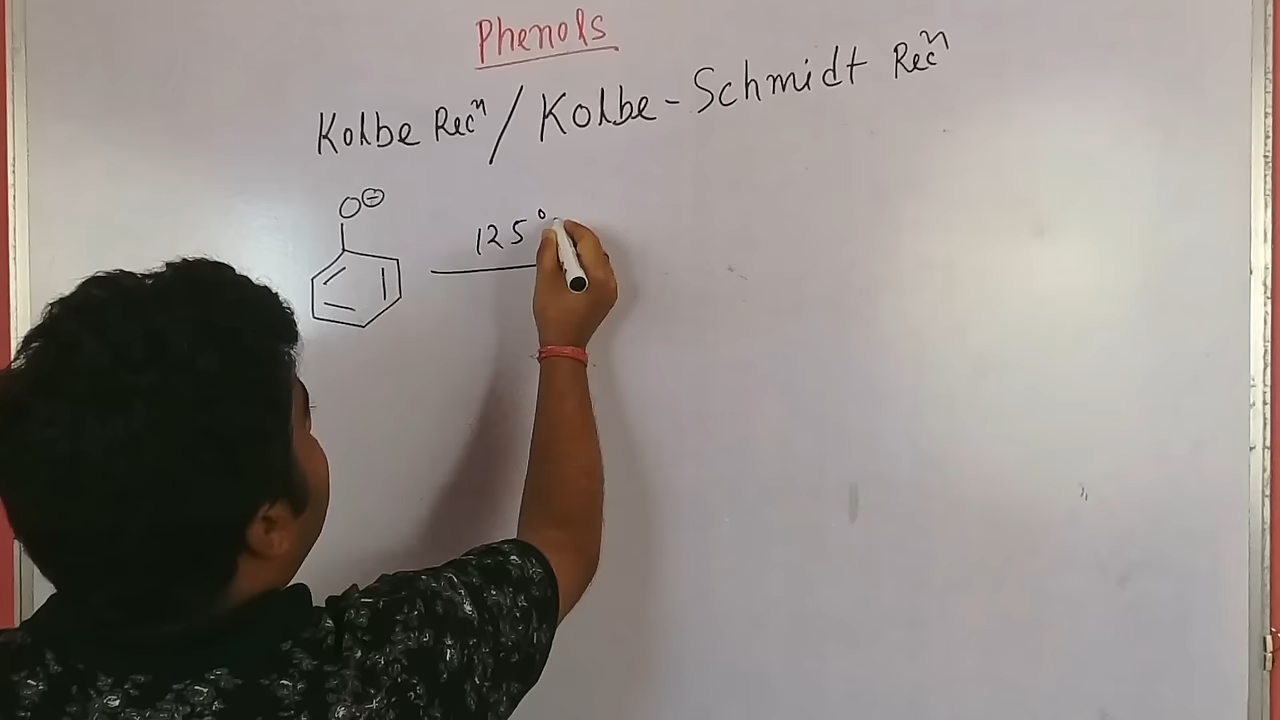 Phenols
Kolbe Recⁿ / Kolbe-Schmidt Recⁿ
O⊖
125°